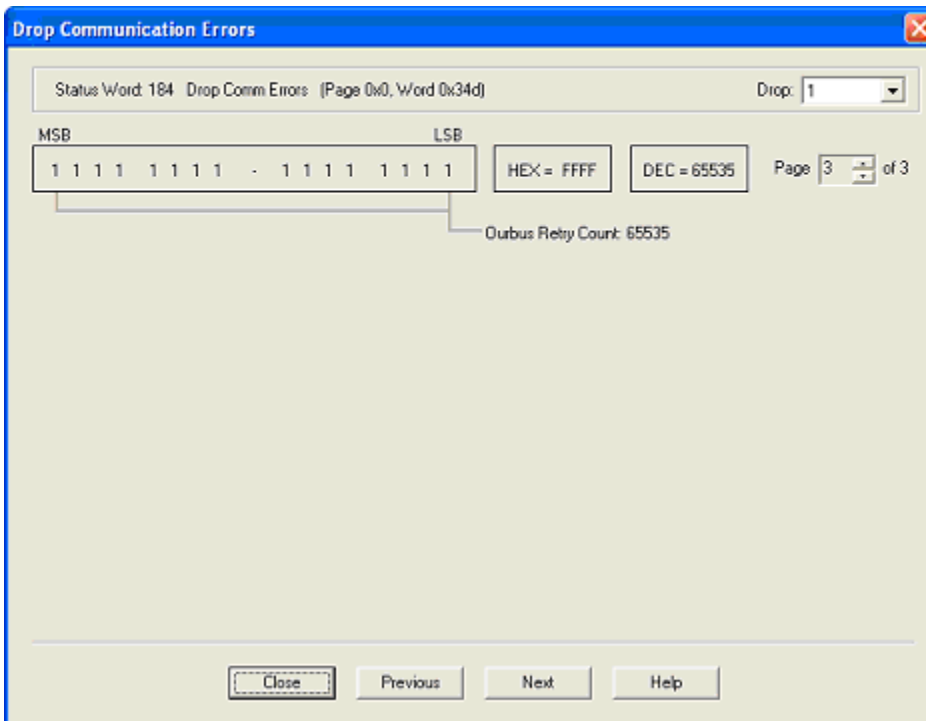 Drop Communication Errors
Status Word: 184 Drop Comm Errors (Page 0x0, Word 0x34d) Drop: 1
MSB LSB
1 1 1 1 1 1 1 1 - 1 1 1 1 1 1 1 1 HEX = FFFF DEC = 65535 Page 3 of 3
Ourbus Retry Count: 65535
Close Previous Next Help